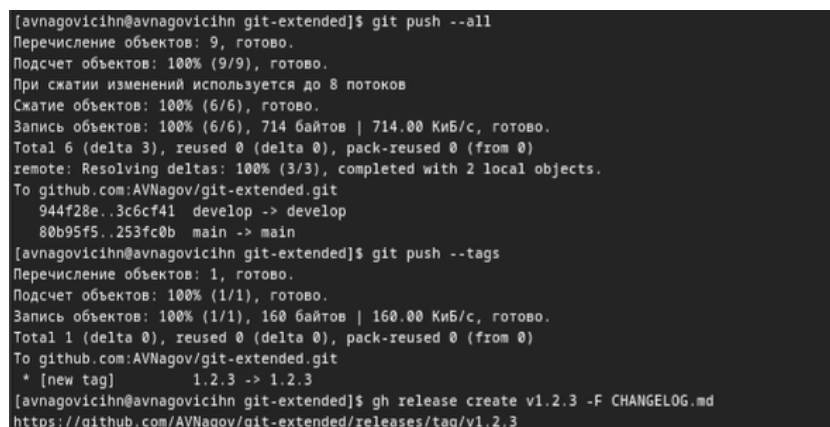 [avnagovicihn@avnagovicihn git-extended]$ git push --all
Перечисление объектов: 9, готово.
Подсчет объектов: 100% (9/9), готово.
При сжатии изменений используется до 8 потоков
Сжатие объектов: 100% (6/6), готово.
Запись объектов: 100% (6/6), 714 байтов | 714.00 КиБ/с, готово.
Total 6 (delta 3), reused 0 (delta 0), pack-reused 0 (from 0)
remote: Resolving deltas: 100% (3/3), completed with 2 local objects.
To github.com:AVNagov/git-extended.git
   944f28e..3c6cf41  develop -> develop
   80b95f5..253fc0b  main -> main
[avnagovicihn@avnagovicihn git-extended]$ git push --tags
Перечисление объектов: 1, готово.
Подсчет объектов: 100% (1/1), готово.
Запись объектов: 100% (1/1), 160 байтов | 160.00 КиБ/с, готово.
Total 1 (delta 0), reused 0 (delta 0), pack-reused 0 (from 0)
To github.com:AVNagov/git-extended.git
 * [new tag]         1.2.3 -> 1.2.3
[avnagovicihn@avnagovicihn git-extended]$ gh release create v1.2.3 -F CHANGELOG.md
https://github.com/AVNagov/git-extended/releases/tag/v1.2.3